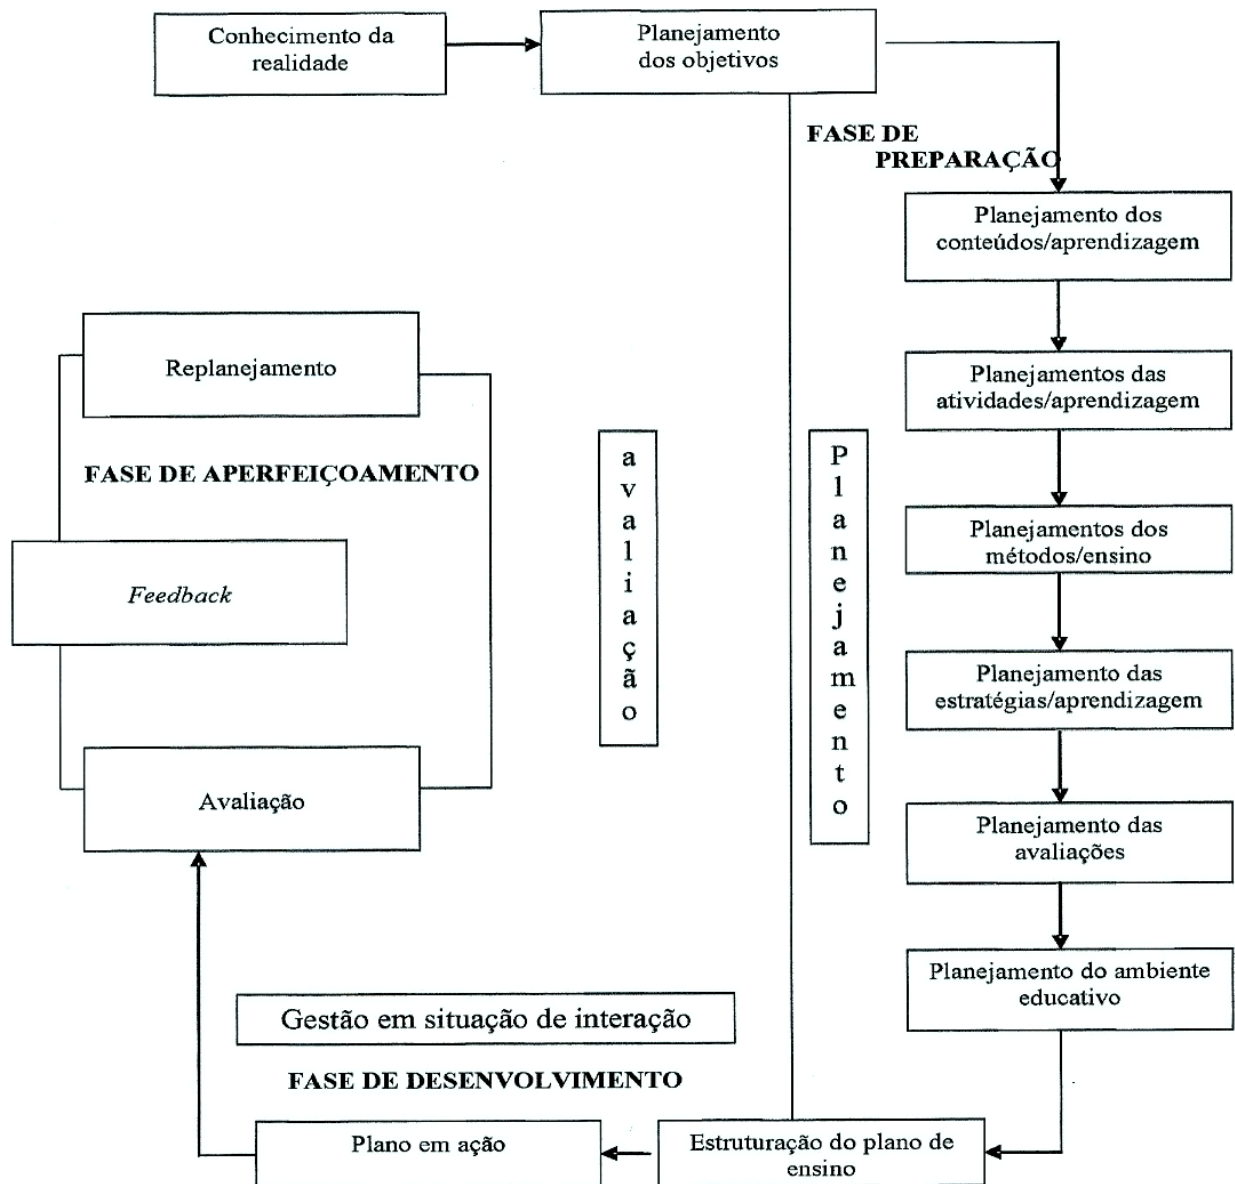 Conhecimento da
realidade
Planejamento
dos objetivos
FASE DE
PREPARAÇÃO
Planejamento dos
conteúdos/aprendizagem
Planejamentos das
atividades/aprendizagem
Planejamentos dos
métodos/ensino
Planejamento das
estratégias/aprendizagem
Planejamento das
avaliações
Planejamento do ambiente
educativo
Planejamento
avaliação
Replanejamento
FASE DE APERFEIÇOAMENTO
Feedback
Avaliação
Gestão em situação de interação
FASE DE DESENVOLVIMENTO
Plano em ação
Estruturação do plano de
ensino